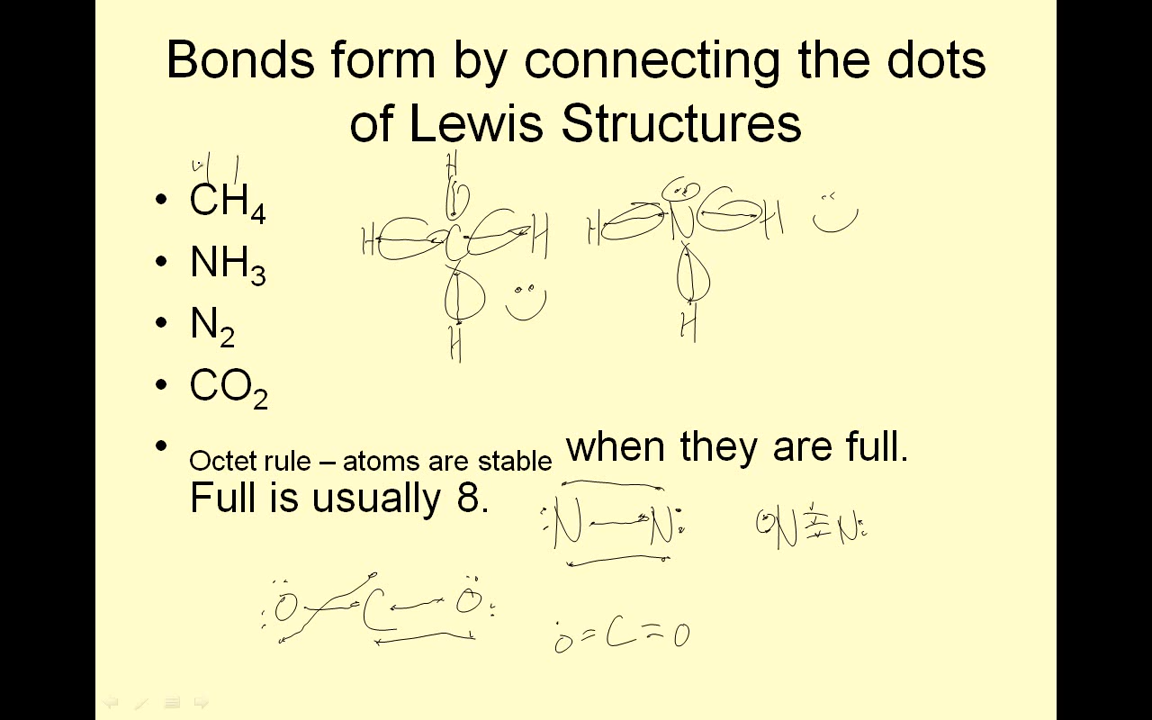 Bonds form by connecting the dots
of Lewis Structures
• CH₄
• NH₃
• N₂
• CO₂
• Octet rule – atoms are stable when they are full.
Full is usually 8.
H
H C H
H
H N H
H
:N N:
N≡N:
:O C O:
O=C=O